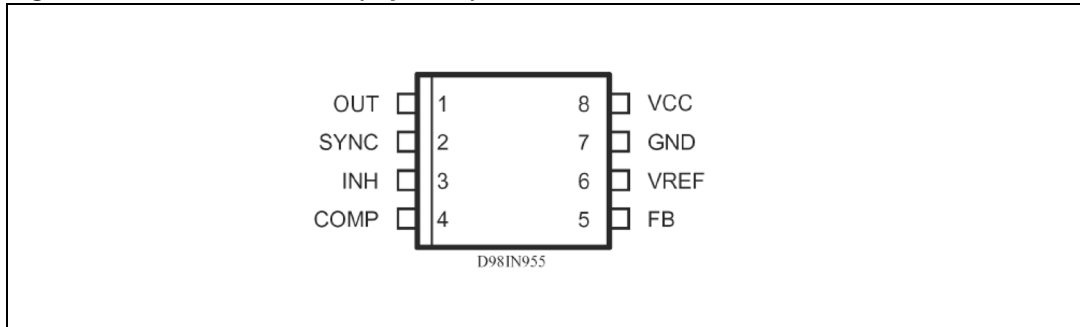 OUT 1 8 VCC
SYNC 2 7 GND
INH 3 6 VREF
COMP 4 5 FB
D98IN955